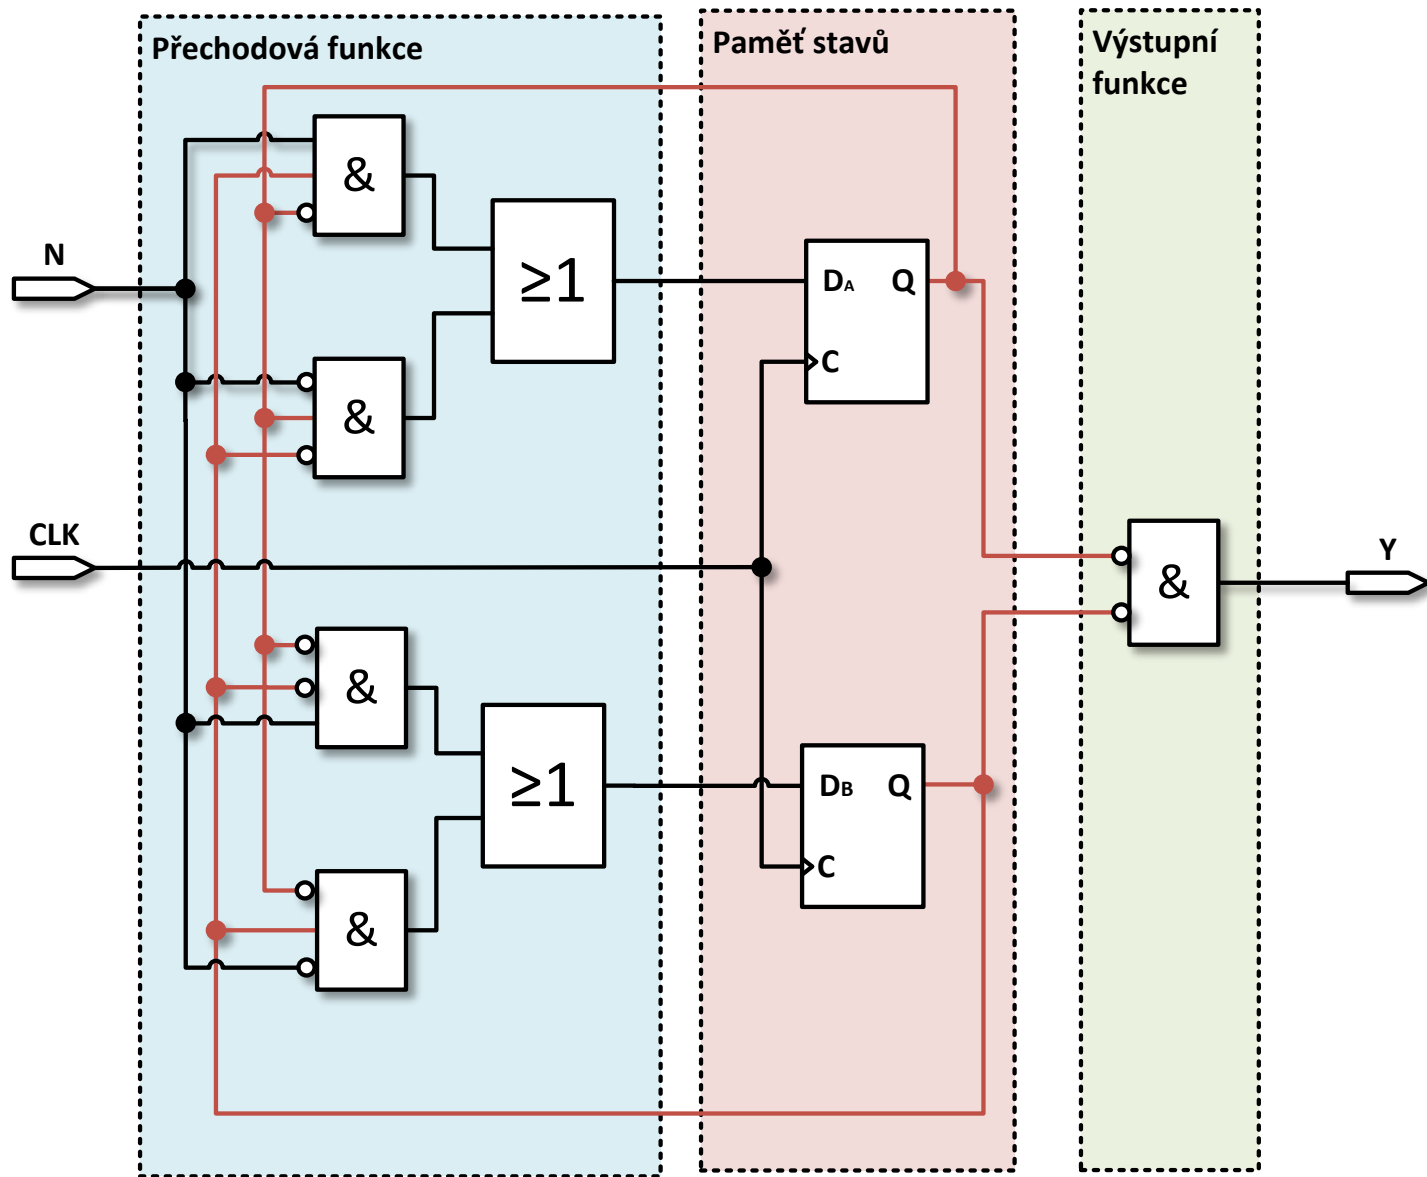 Přechodová funkce
Paměť stavů
Výstupní
funkce
&
N
≥1
DA Q
C
&
CLK
Y
&
&
≥1
DB Q
C
&